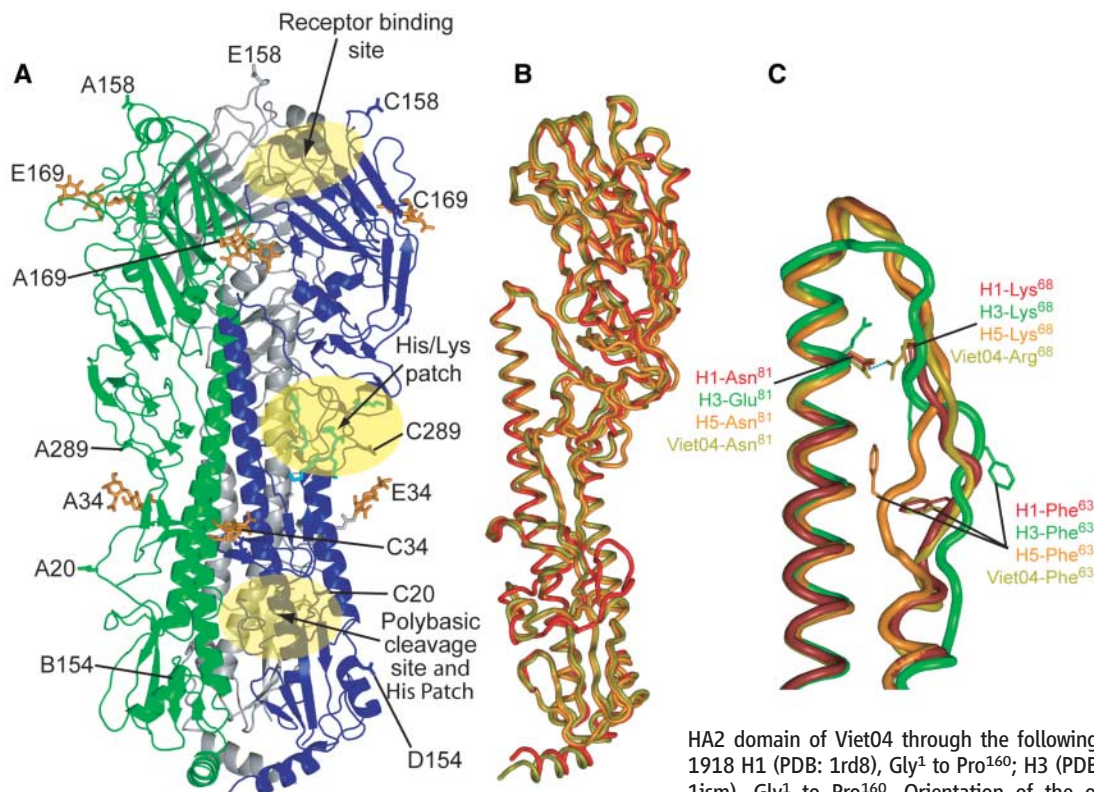 A
Receptor binding
site
E158
A158
C158
E169
C169
A169
His/Lys
patch
A289
C289
A34
E34
C34
A20
C20
Polybasic
cleavage
site and
His Patch
B154
D154
B
C
H1-Lys⁶⁸
H3-Lys⁶⁸
H5-Lys⁶⁸
Viet04-Arg⁶⁸
H1-Asn⁸¹
H3-Glu⁸¹
H5-Asn⁸¹
Viet04-Asn⁸¹
H1-Phe⁶³
H3-Phe⁶³
H5-Phe⁶³
Viet04-Phe⁶³
HA2 domain of Viet04 through the following
1918 H1 (PDB: 1rd8), Gly¹ to Pro¹⁶⁰; H3 (PDB
Gly¹ to Pro¹⁶⁰. Orientation of the